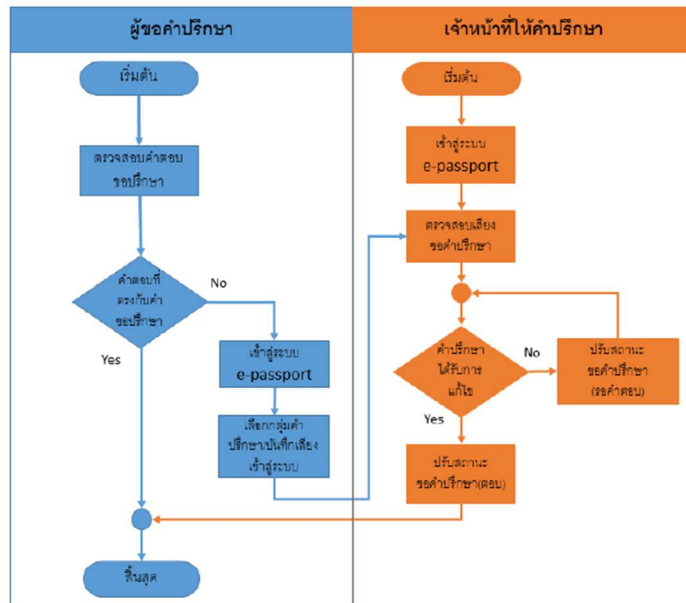 ผู้ขอคำปรึกษา
เริ่มต้น
ตรวจสอบคำตอบ
ขอปรึกษา
คำตอบที่
ตรงกับคำ
ขอปรึกษา
No
Yes
เข้าสู่ระบบ
e-passport
เลือกกลุ่มคำ
ปรึกษา/บันทึกเสียง
เข้าสู่ระบบ
สิ้นสุด
เจ้าหน้าที่ให้คำปรึกษา
เริ่มต้น
เข้าสู่ระบบ
e-passport
ตรวจสอบเสียง
ขอคำปรึกษา
คำปรึกษา
ได้รับการ
แก้ไข
No
Yes
ปรับสถานะ
ขอคำปรึกษา
(รอคำตอบ)
ปรับสถานะ
ขอคำปรึกษา(ตอบ)